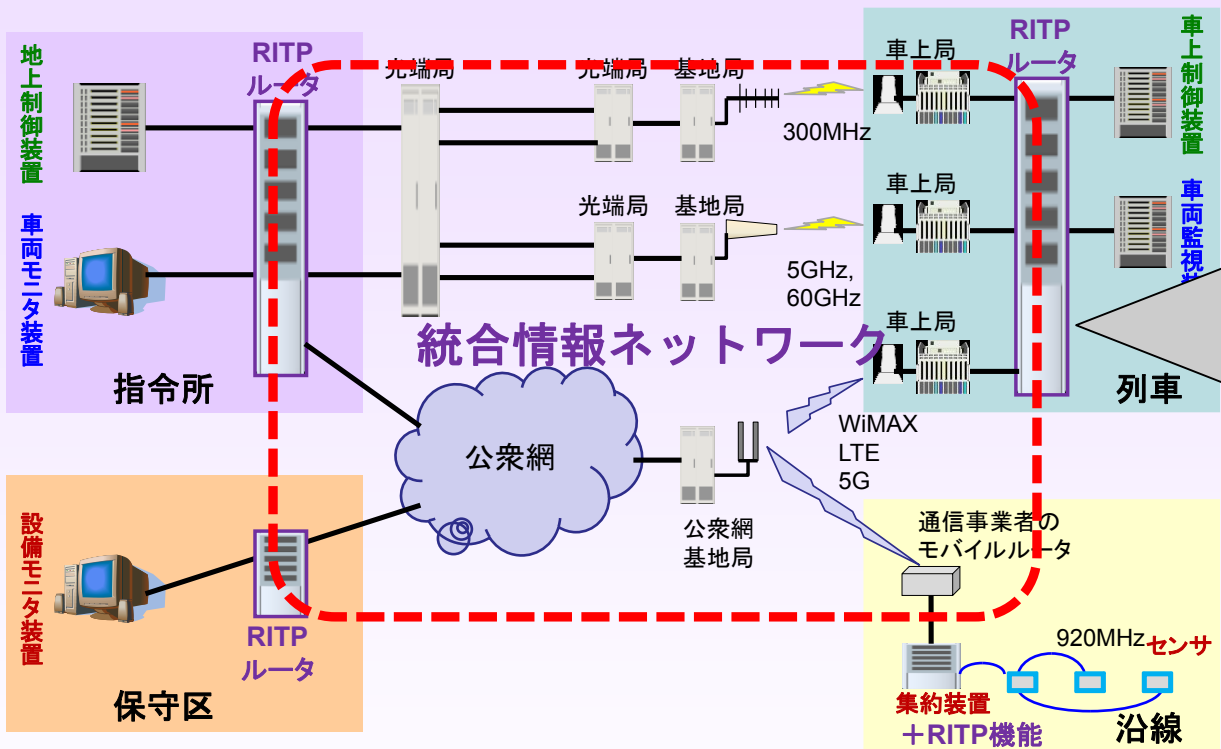 地上制御装置
車両モニタ装置
RITP
ルータ
指令所
光端局
光端局
基地局
300MHz
光端局
基地局
5GHz,
60GHz
車上局
車上局
車上局
RITP
ルータ
車上制御装置
車両監視装
列車
統合情報ネットワーク
公衆網
公衆網
基地局
WiMAX
LTE
5G
設備モニタ装置
RITP
ルータ
保守区
通信事業者の
モバイルルータ
920MHz
センサ
集約装置
＋RITP機能
沿線